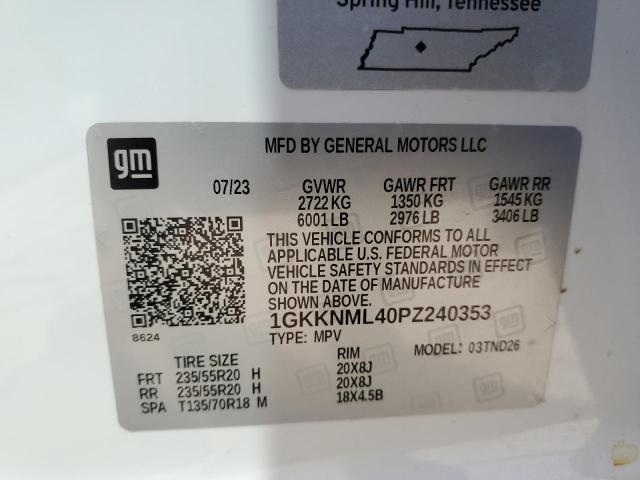 Spring Hill, Tennessee
gm
MFD BY GENERAL MOTORS LLC
07/23 GVWR GAWR FRT GAWR RR
2722 KG 1350 KG 1545 KG
6001 LB 2976 LB 3406 LB
THIS VEHICLE CONFORMS TO ALL
APPLICABLE U.S. FEDERAL MOTOR
VEHICLE SAFETY STANDARDS IN EFFECT
ON THE DATE OF MANUFACTURE
SHOWN ABOVE.
1GKKNML40PZ240353
8624
TYPE: MPV MODEL: 03TND26
TIRE SIZE RIM
FRT 235/55R20 H 20X8J
RR 235/55R20 H 20X8J
SPA T135/70R18 M 18X4.5B